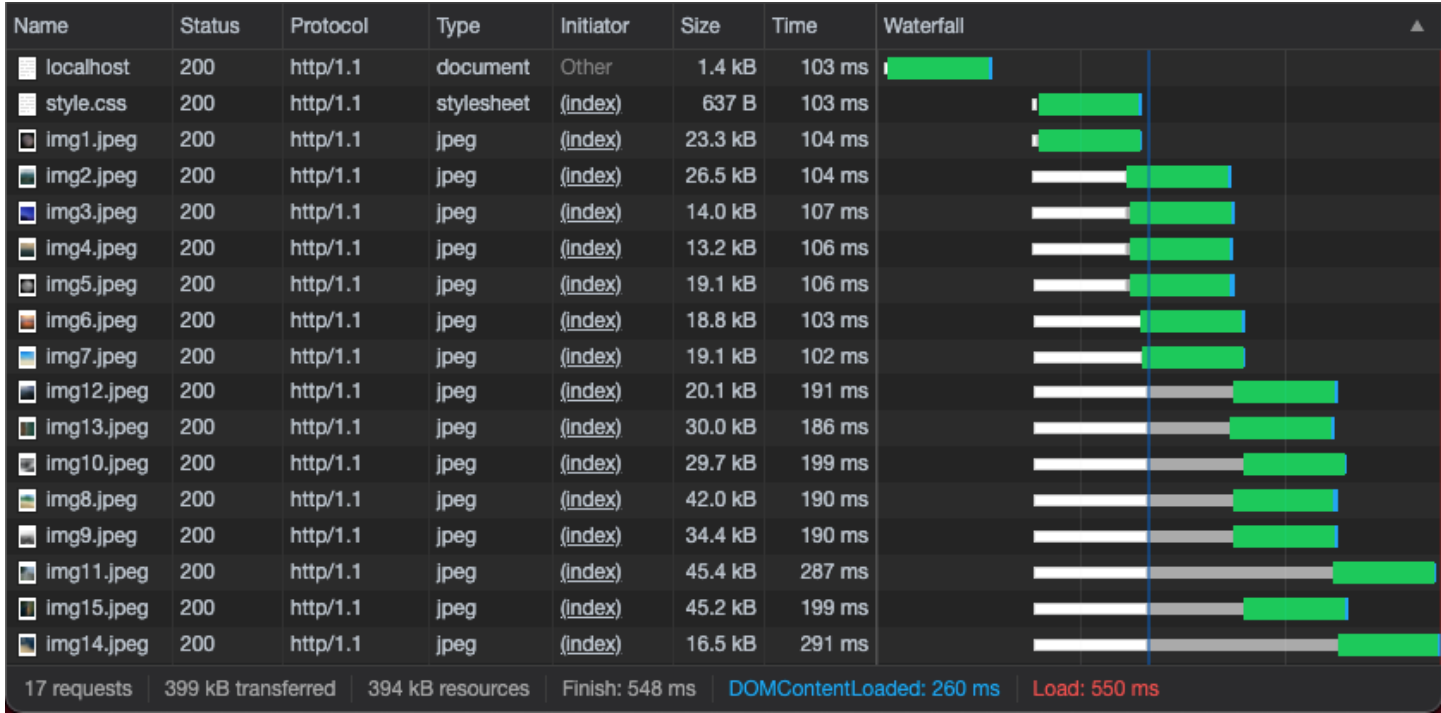 Name Status Protocol Type Initiator Size Time Waterfall ▲
localhost 200 http/1.1 document Other 1.4 kB 103 ms
style.css 200 http/1.1 stylesheet (index) 637 B 103 ms
img1.jpeg 200 http/1.1 jpeg (index) 23.3 kB 104 ms
img2.jpeg 200 http/1.1 jpeg (index) 26.5 kB 104 ms
img3.jpeg 200 http/1.1 jpeg (index) 14.0 kB 107 ms
img4.jpeg 200 http/1.1 jpeg (index) 13.2 kB 106 ms
img5.jpeg 200 http/1.1 jpeg (index) 19.1 kB 106 ms
img6.jpeg 200 http/1.1 jpeg (index) 18.8 kB 103 ms
img7.jpeg 200 http/1.1 jpeg (index) 19.1 kB 102 ms
img12.jpeg 200 http/1.1 jpeg (index) 20.1 kB 191 ms
img13.jpeg 200 http/1.1 jpeg (index) 30.0 kB 186 ms
img10.jpeg 200 http/1.1 jpeg (index) 29.7 kB 199 ms
img8.jpeg 200 http/1.1 jpeg (index) 42.0 kB 190 ms
img9.jpeg 200 http/1.1 jpeg (index) 34.4 kB 190 ms
img11.jpeg 200 http/1.1 jpeg (index) 45.4 kB 287 ms
img15.jpeg 200 http/1.1 jpeg (index) 45.2 kB 199 ms
img14.jpeg 200 http/1.1 jpeg (index) 16.5 kB 291 ms
17 requests 399 kB transferred 394 kB resources Finish: 548 ms DOMContentLoaded: 260 ms Load: 550 ms